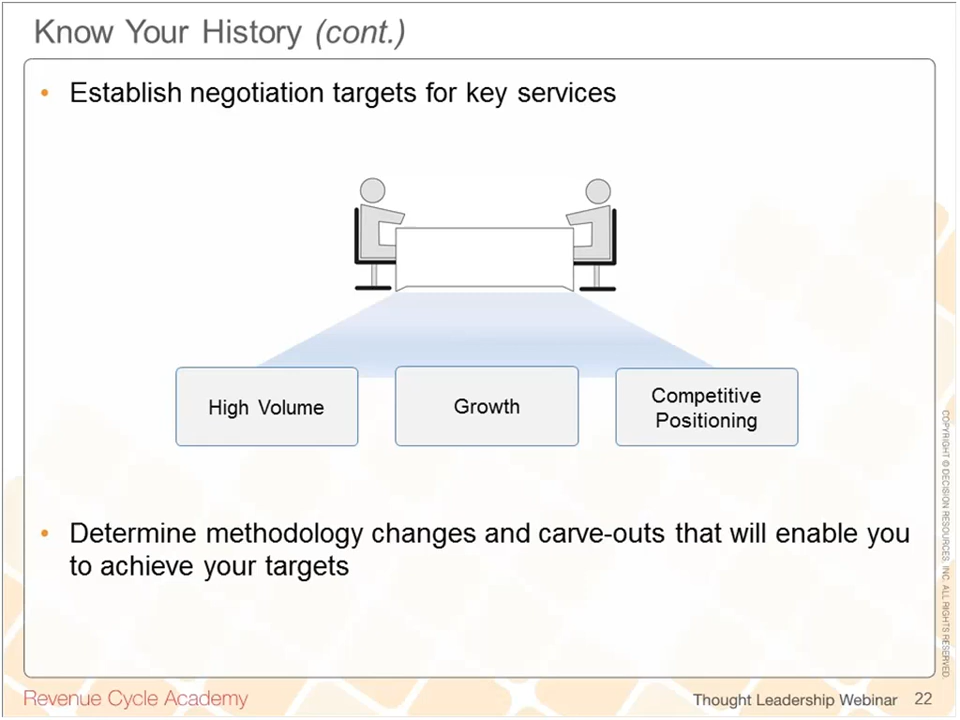 Know Your History (cont.)
• Establish negotiation targets for key services
High Volume
Growth
Competitive
Positioning
• Determine methodology changes and carve-outs that will enable you
to achieve your targets
COPYRIGHT © DECISION RESOURCES, INC. ALL RIGHTS RESERVED.
Revenue Cycle Academy
Thought Leadership Webinar 22